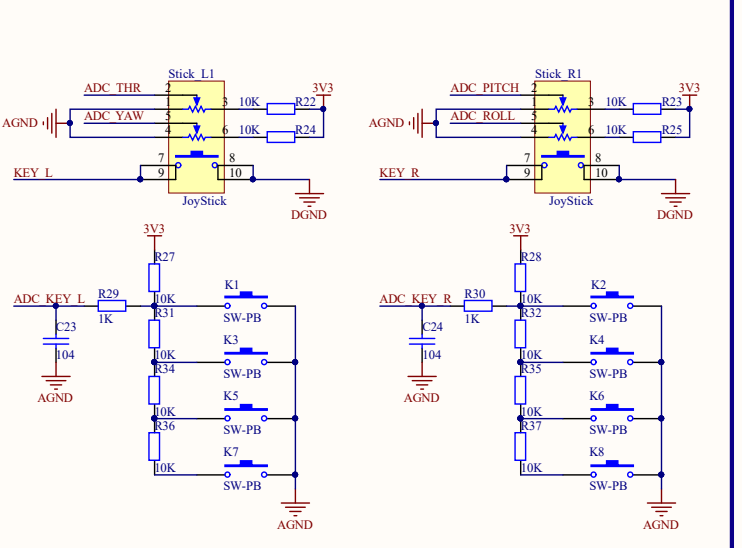 Stick_L1
ADC_THR 2 3V3
1 3 10K R22
AGND ADC_YAW 5
4 6 10K R24
7 8
KEY_L 9 10
JoyStick
DGND
Stick_R1
ADC_PITCH 2 3V3
1 3 10K R23
AGND ADC_ROLL 5
4 6 10K R25
7 8
KEY_R 9 10
JoyStick
DGND
3V3
R27
R29 K1
ADC_KEY_L 10K
1K R31 SW-PB
C23
K3
104 10K
R34 SW-PB
AGND
K5
10K
R36 SW-PB
K7
10K
SW-PB
AGND
3V3
R28
R30 K2
ADC_KEY_R 10K
1K R32 SW-PB
C24
K4
104 10K
R35 SW-PB
AGND
K6
10K
R37 SW-PB
K8
10K
SW-PB
AGND